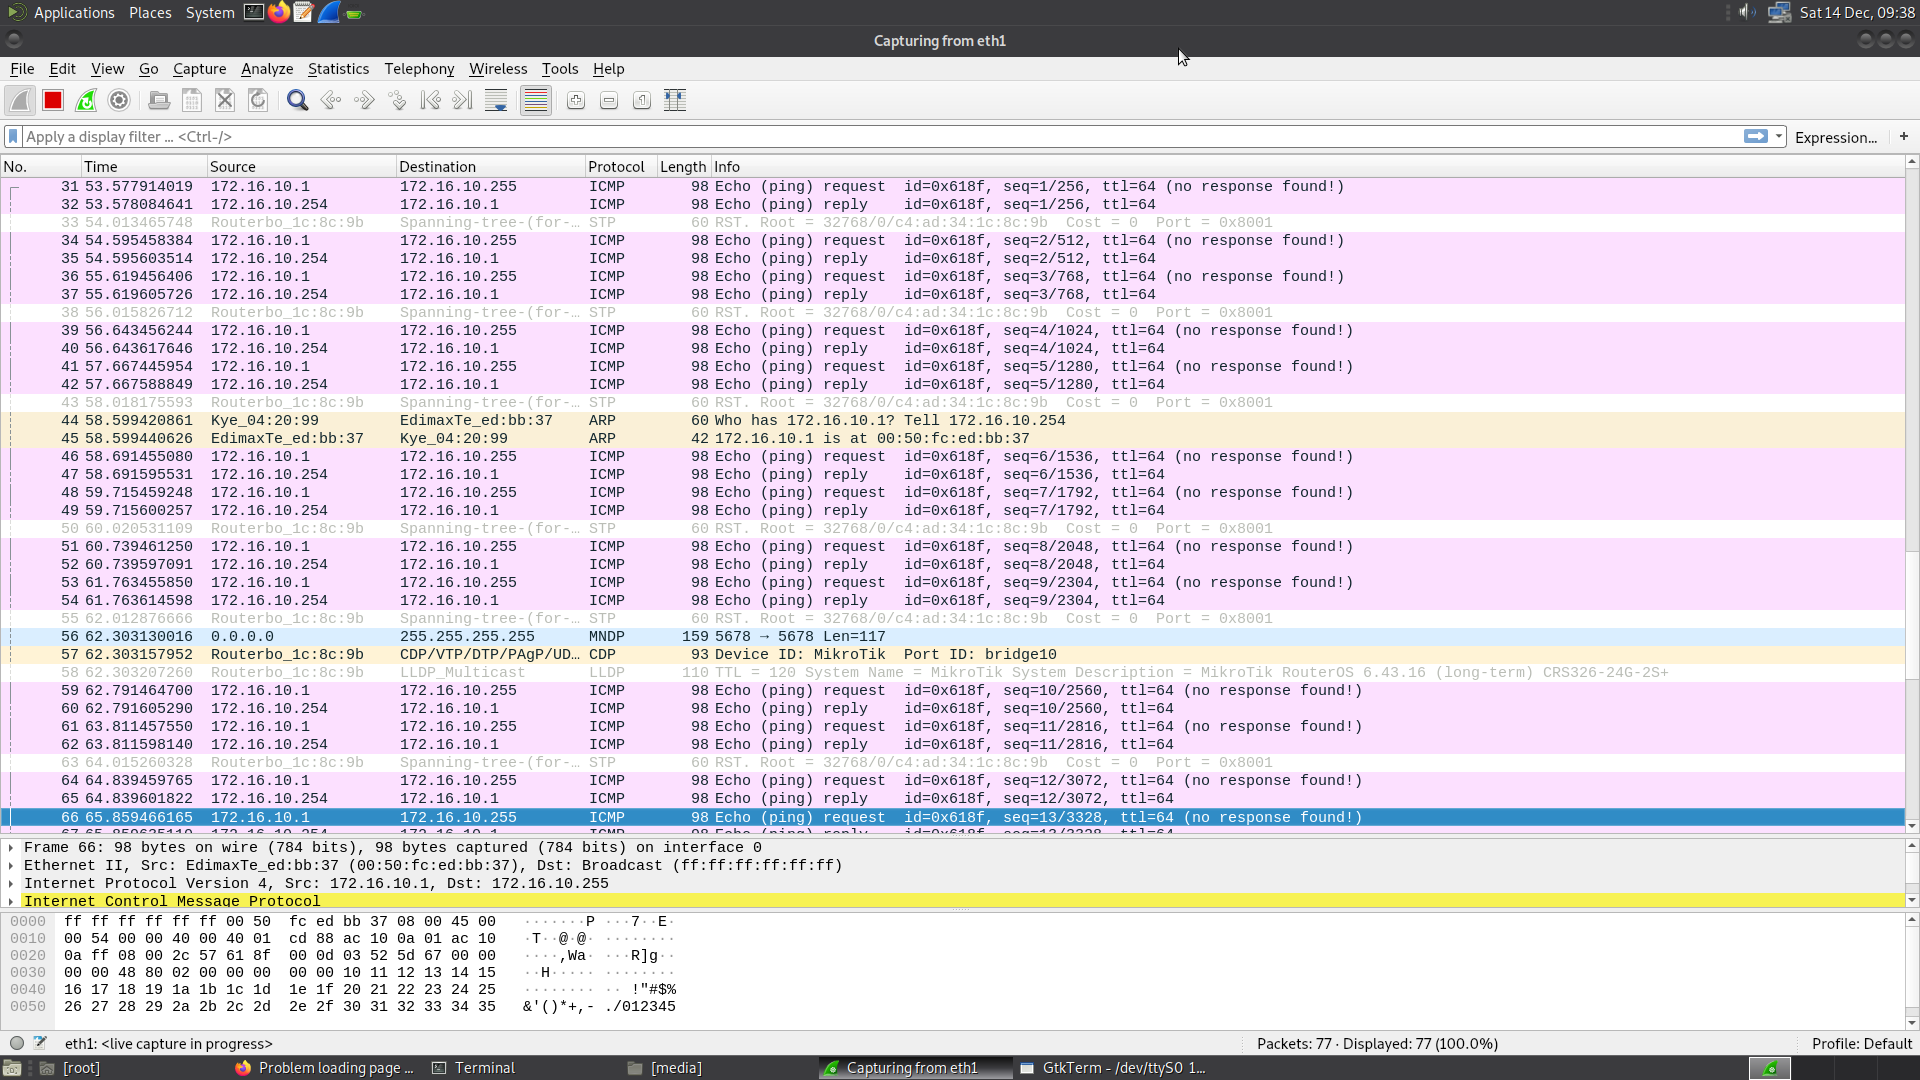 Applications Places System Sat 14 Dec, 09:38
Capturing from eth1
File Edit View Go Capture Analyze Statistics Telephony Wireless Tools Help
Apply a display filter ... <Ctrl-/> Expression... +
No. Time Source Destination Protocol Length Info
31 53.577914019 172.16.10.1 172.16.10.255 ICMP 98 Echo (ping) request id=0x618f, seq=1/256, ttl=64 (no response found!)
32 53.578084641 172.16.10.254 172.16.10.1 ICMP 98 Echo (ping) reply id=0x618f, seq=1/256, ttl=64
33 54.013465748 Routerbo_1c:8c:9b Spanning-tree-(for-… STP 60 RST. Root = 32768/0/c4:ad:34:1c:8c:9b Cost = 0 Port = 0x8001
34 54.595458384 172.16.10.1 172.16.10.255 ICMP 98 Echo (ping) request id=0x618f, seq=2/512, ttl=64 (no response found!)
35 54.595603514 172.16.10.254 172.16.10.1 ICMP 98 Echo (ping) reply id=0x618f, seq=2/512, ttl=64
36 55.619456406 172.16.10.1 172.16.10.255 ICMP 98 Echo (ping) request id=0x618f, seq=3/768, ttl=64 (no response found!)
37 55.619605726 172.16.10.254 172.16.10.1 ICMP 98 Echo (ping) reply id=0x618f, seq=3/768, ttl=64
38 56.015826712 Routerbo_1c:8c:9b Spanning-tree-(for-… STP 60 RST. Root = 32768/0/c4:ad:34:1c:8c:9b Cost = 0 Port = 0x8001
39 56.643456244 172.16.10.1 172.16.10.255 ICMP 98 Echo (ping) request id=0x618f, seq=4/1024, ttl=64 (no response found!)
40 56.643617646 172.16.10.254 172.16.10.1 ICMP 98 Echo (ping) reply id=0x618f, seq=4/1024, ttl=64
41 57.667445954 172.16.10.1 172.16.10.255 ICMP 98 Echo (ping) request id=0x618f, seq=5/1280, ttl=64 (no response found!)
42 57.667588849 172.16.10.254 172.16.10.1 ICMP 98 Echo (ping) reply id=0x618f, seq=5/1280, ttl=64
43 58.018175593 Routerbo_1c:8c:9b Spanning-tree-(for-… STP 60 RST. Root = 32768/0/c4:ad:34:1c:8c:9b Cost = 0 Port = 0x8001
44 58.599420861 Kye_04:20:99 EdimaxTe_ed:bb:37 ARP 60 Who has 172.16.10.1? Tell 172.16.10.254
45 58.599440626 EdimaxTe_ed:bb:37 Kye_04:20:99 ARP 42 172.16.10.1 is at 00:50:fc:ed:bb:37
46 58.691455080 172.16.10.1 172.16.10.255 ICMP 98 Echo (ping) request id=0x618f, seq=6/1536, ttl=64 (no response found!)
47 58.691595531 172.16.10.254 172.16.10.1 ICMP 98 Echo (ping) reply id=0x618f, seq=6/1536, ttl=64
48 59.715459248 172.16.10.1 172.16.10.255 ICMP 98 Echo (ping) request id=0x618f, seq=7/1792, ttl=64 (no response found!)
49 59.715600257 172.16.10.254 172.16.10.1 ICMP 98 Echo (ping) reply id=0x618f, seq=7/1792, ttl=64
50 60.020531109 Routerbo_1c:8c:9b Spanning-tree-(for-… STP 60 RST. Root = 32768/0/c4:ad:34:1c:8c:9b Cost = 0 Port = 0x8001
51 60.739461250 172.16.10.1 172.16.10.255 ICMP 98 Echo (ping) request id=0x618f, seq=8/2048, ttl=64 (no response found!)
52 60.739597091 172.16.10.254 172.16.10.1 ICMP 98 Echo (ping) reply id=0x618f, seq=8/2048, ttl=64
53 61.763455850 172.16.10.1 172.16.10.255 ICMP 98 Echo (ping) request id=0x618f, seq=9/2304, ttl=64 (no response found!)
54 61.763614598 172.16.10.254 172.16.10.1 ICMP 98 Echo (ping) reply id=0x618f, seq=9/2304, ttl=64
55 62.012876666 Routerbo_1c:8c:9b Spanning-tree-(for-… STP 60 RST. Root = 32768/0/c4:ad:34:1c:8c:9b Cost = 0 Port = 0x8001
56 62.303130016 0.0.0.0 255.255.255.255 MNDP 159 5678 → 5678 Len=117
57 62.303157952 Routerbo_1c:8c:9b CDP/VTP/DTP/PAgP/UD… CDP 93 Device ID: MikroTik Port ID: bridge10
58 62.303207260 Routerbo_1c:8c:9b LLDP_Multicast LLDP 110 TTL = 120 System Name = MikroTik System Description = MikroTik RouterOS 6.43.16 (long-term) CRS326-24G-2S+
59 62.791464700 172.16.10.1 172.16.10.255 ICMP 98 Echo (ping) request id=0x618f, seq=10/2560, ttl=64 (no response found!)
60 62.791605290 172.16.10.254 172.16.10.1 ICMP 98 Echo (ping) reply id=0x618f, seq=10/2560, ttl=64
61 63.811457550 172.16.10.1 172.16.10.255 ICMP 98 Echo (ping) request id=0x618f, seq=11/2816, ttl=64 (no response found!)
62 63.811598140 172.16.10.254 172.16.10.1 ICMP 98 Echo (ping) reply id=0x618f, seq=11/2816, ttl=64
63 64.015260328 Routerbo_1c:8c:9b Spanning-tree-(for-… STP 60 RST. Root = 32768/0/c4:ad:34:1c:8c:9b Cost = 0 Port = 0x8001
64 64.839459765 172.16.10.1 172.16.10.255 ICMP 98 Echo (ping) request id=0x618f, seq=12/3072, ttl=64 (no response found!)
65 64.839601822 172.16.10.254 172.16.10.1 ICMP 98 Echo (ping) reply id=0x618f, seq=12/3072, ttl=64
66 65.859466165 172.16.10.1 172.16.10.255 ICMP 98 Echo (ping) request id=0x618f, seq=13/3328, ttl=64 (no response found!)
Frame 66: 98 bytes on wire (784 bits), 98 bytes captured (784 bits) on interface 0
Ethernet II, Src: EdimaxTe_ed:bb:37 (00:50:fc:ed:bb:37), Dst: Broadcast (ff:ff:ff:ff:ff:ff)
Internet Protocol Version 4, Src: 172.16.10.1, Dst: 172.16.10.255
Internet Control Message Protocol
0000 ff ff ff ff ff ff 00 50 fc ed bb 37 08 00 45 00 ·······P ···7··E·
0010 00 54 00 00 40 00 40 01 cd 88 ac 10 0a 01 ac 10 ·T··@·@· ········
0020 0a ff 08 00 2c 57 61 8f 00 0d 03 52 5d 67 00 00 ····,Wa· ···R]g··
0030 00 00 48 80 02 00 00 00 00 00 10 11 12 13 14 15 ··H····· ········
0040 16 17 18 19 1a 1b 1c 1d 1e 1f 20 21 22 23 24 25 ········ ·· !"#$%
0050 26 27 28 29 2a 2b 2c 2d 2e 2f 30 31 32 33 34 35 &'()*+,- ./012345
eth1: <live capture in progress> Packets: 77 · Displayed: 77 (100.0%) Profile: Default
[root] Problem loading page ... Terminal [media] Capturing from eth1 GtkTerm - /dev/ttyS0 1...